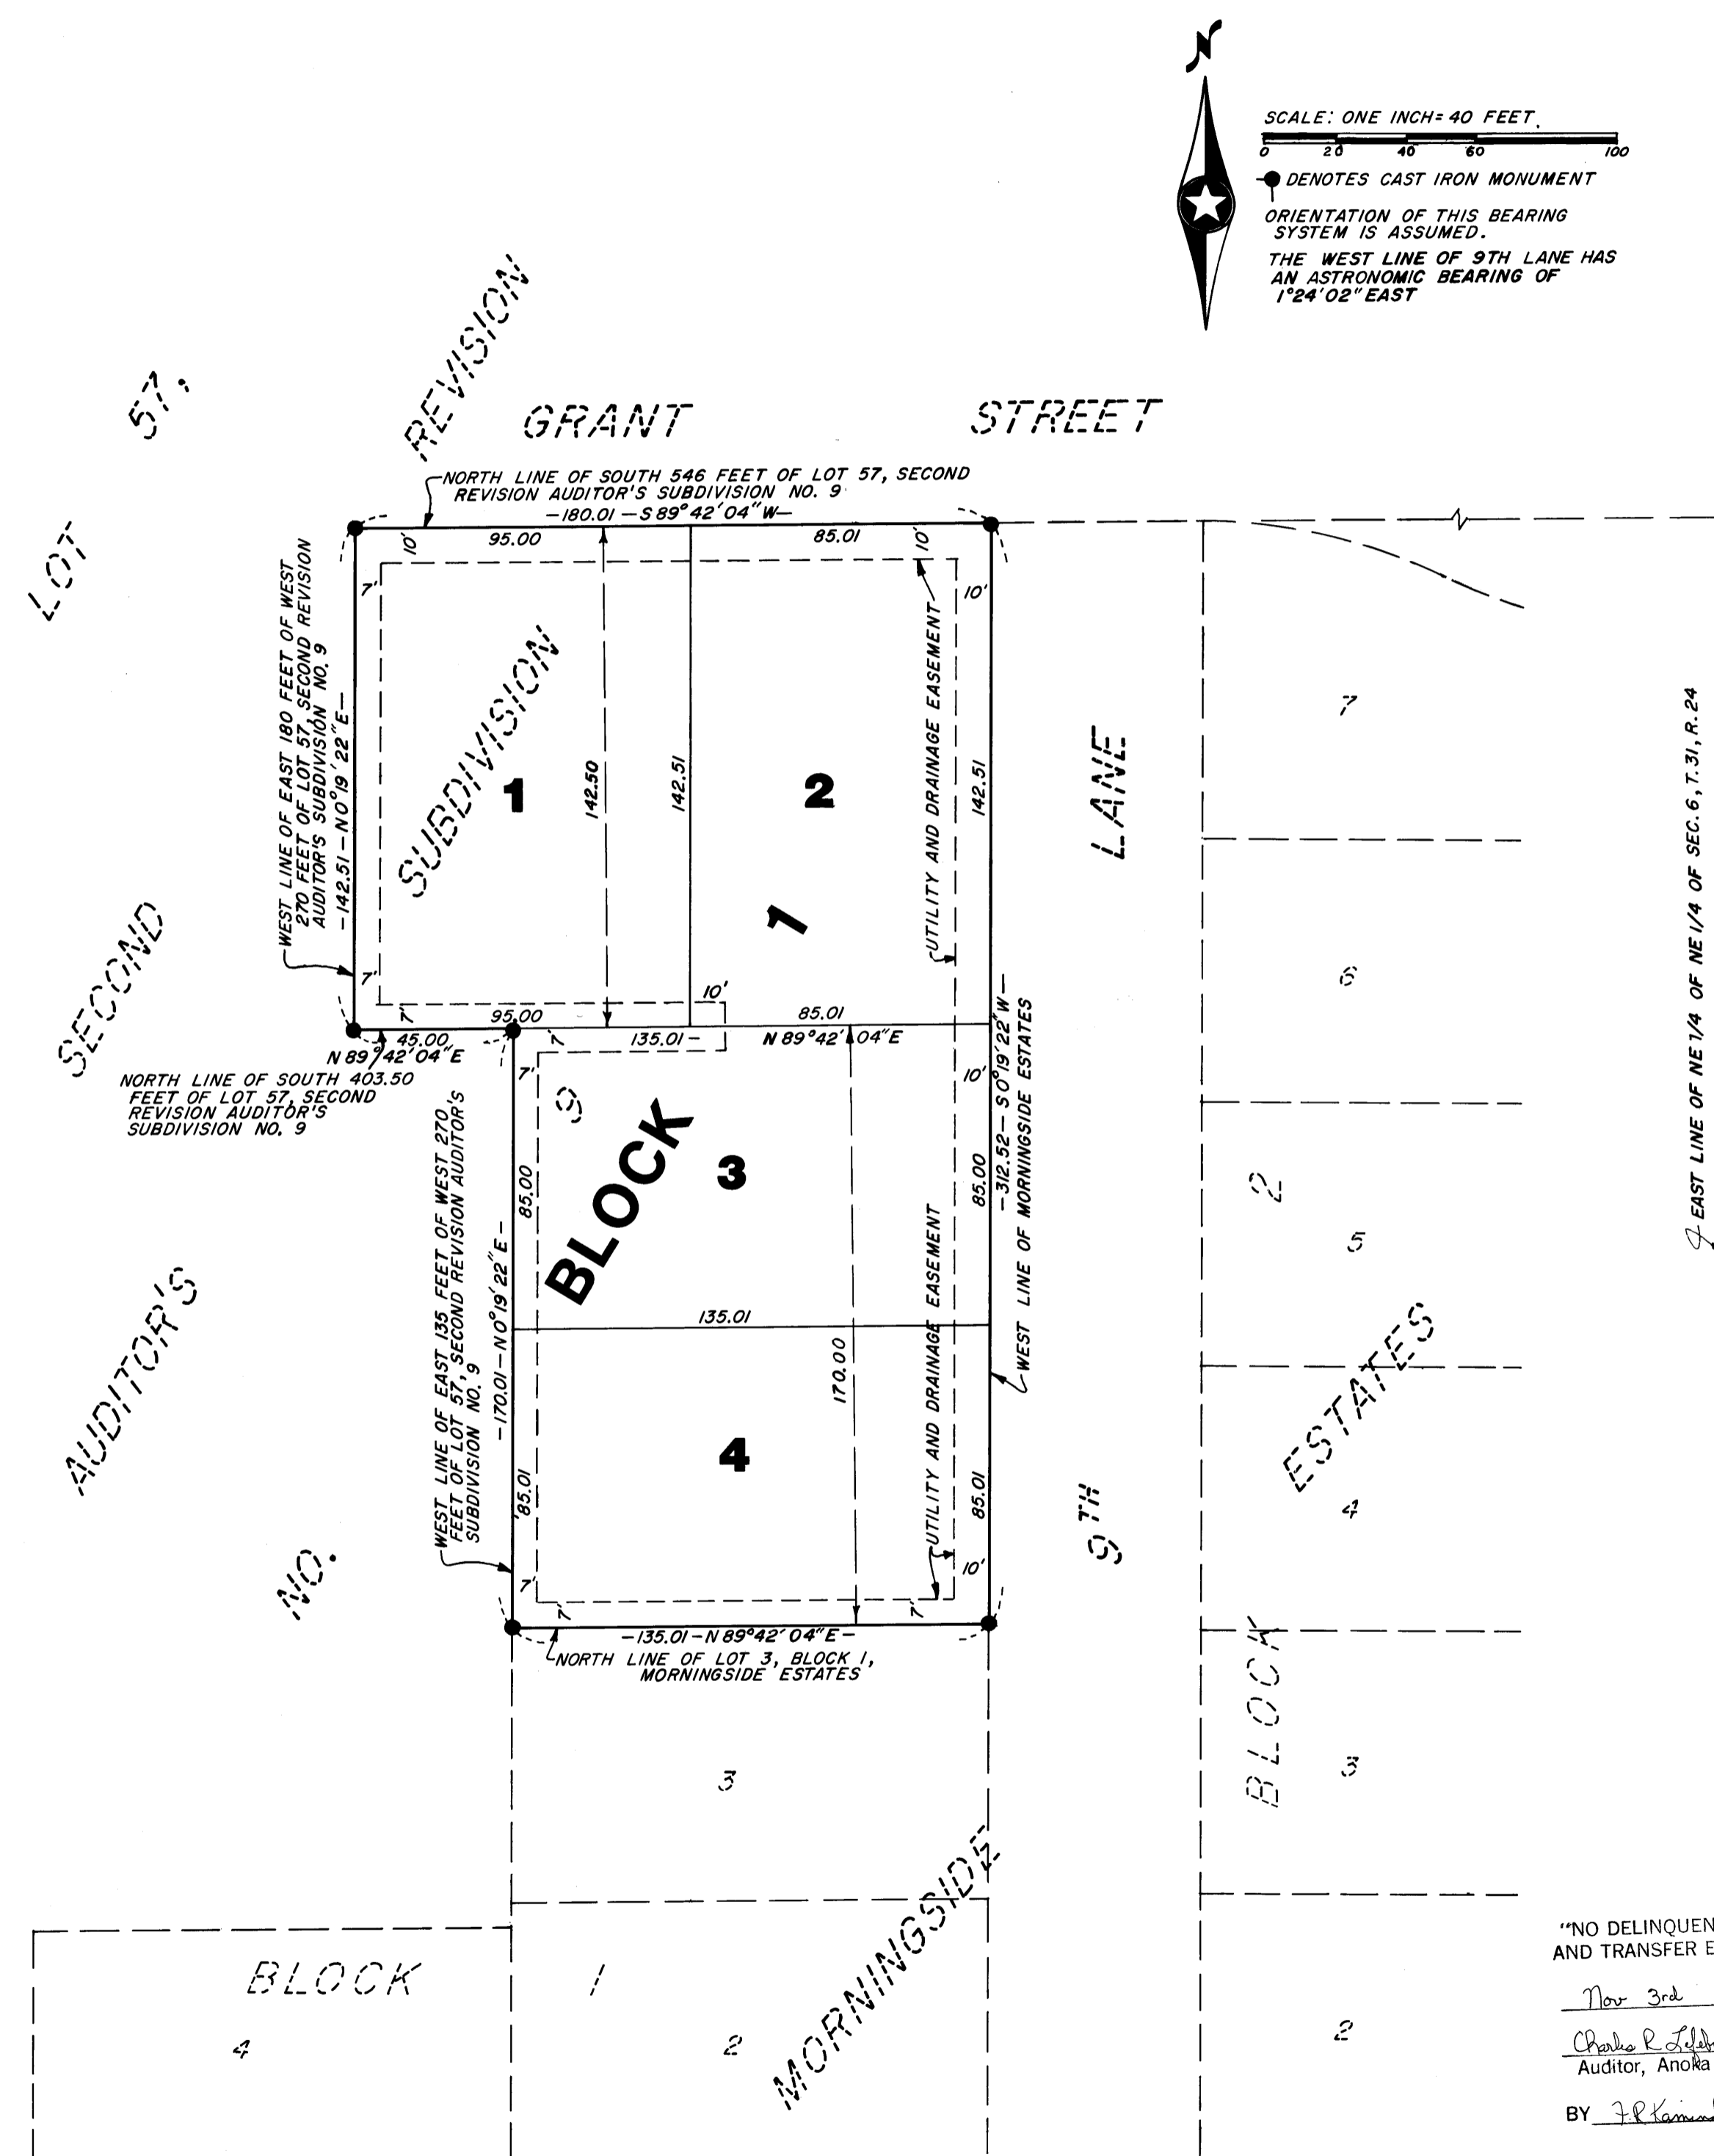 N
SCALE: ONE INCH= 40 FEET.
0 20 40 60 100
DENOTES CAST IRON MONUMENT
ORIENTATION OF THIS BEARING
SYSTEM IS ASSUMED.
THE WEST LINE OF 9TH LANE HAS
AN ASTRONOMIC BEARING OF
1°24'02" EAST
LOT 57,
SECOND REVISION
AUDITOR'S SUBDIVISION
NO. 9
GRANT STREET
NORTH LINE OF SOUTH 546 FEET OF LOT 57, SECOND
REVISION AUDITOR'S SUBDIVISION NO. 9
-180.01-S 89°42'04"W-
95.00
85.01
10'
10'
7'
10'
WEST LINE OF EAST 180 FEET OF WEST
270 FEET OF LOT 57, SECOND REVISION
AUDITOR'S SUBDIVISION NO. 9
-142.51-N0°19'22"E-
1
142.50
142.51
2
1
UTILITY AND DRAINAGE EASEMENT
142.51
LANE
7'
7'
10'
95.00
85.01
45.00
N 89°42'04"E
7'
135.01-
N 89°42'04"E
NORTH LINE OF SOUTH 403.50
FEET OF LOT 57, SECOND
REVISION AUDITOR'S
SUBDIVISION NO. 9
7'
10'
-312.52-S 0°19'22"W-
WEST LINE OF MORNINGSIDE ESTATES
WEST LINE OF EAST 135 FEET OF WEST 270
FEET OF LOT 57, SECOND REVISION AUDITOR'S
SUBDIVISION NO. 9
-170.01-N0°19'22"E-
85.00
BLOCK
3
85.00
135.01
170.00
UTILITY AND DRAINAGE EASEMENT
85.01
4
85.01
9TH
7'
10'
7'
7'
-135.01-N 89°42'04"E-
NORTH LINE OF LOT 3, BLOCK 1,
MORNINGSIDE ESTATES
7
6
2
5
ESTATES
4
BLOCK
3
2
EAST LINE OF NE 1/4 OF NE 1/4 OF SEC. 6, T. 31, R. 24
3
MORNINGSIDE
BLOCK 1
4
2
"NO DELINQUEN
AND TRANSFER E
Nov 3rd
Charles R
Auditor, Anoka
BY